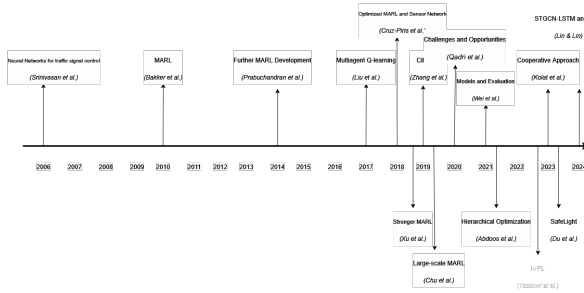 STGCN-LSTM an
(Lin & Lin)
Optimized MARL and Sensor Network
(Cruz-Piris et al.
Neural Networks for traffic signal control
(Srinivasan et al.)
MARL
(Bakker et al.)
Further MARL Development
(Prabuchandran et al.)
Multiagent Q-learning
(Liu et al.)
Cit
(Zhang et al.)
Challenges and Opportunities
(Qadri et al.)
Models and Evaluation
(Wei et al.)
Cooperative Approach
(Kolat et al.)
2006 2007 2008 2009 2010 2011 2012 2013 2014 2015 2016 2017 2018 2019 2020 2021 2022 2023 2024
Stronger MARL
(Xu et al.)
Large-scale MARL
(Chu et al.)
Hierarchical Optimization
(Abdoos et al.)
SafeLight
(Du et al.)